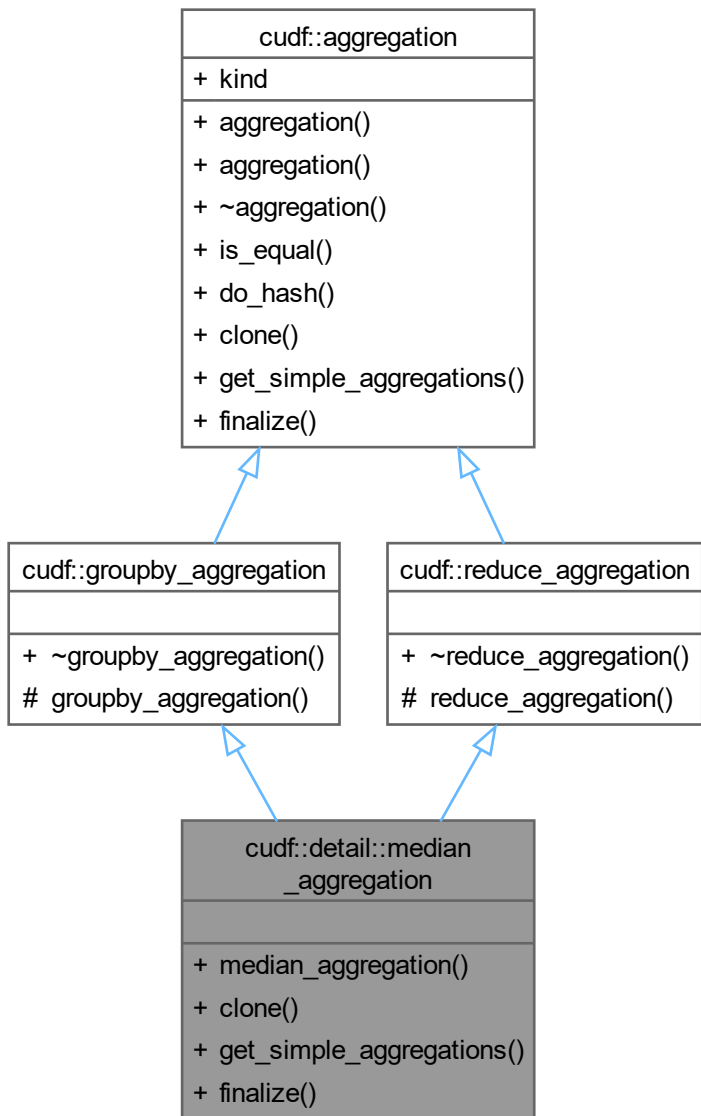 cudf::aggregation
+ kind
+ aggregation()
+ aggregation()
+ ~aggregation()
+ is_equal()
+ do_hash()
+ clone()
+ get_simple_aggregations()
+ finalize()
cudf::groupby_aggregation
+ ~groupby_aggregation()
# groupby_aggregation()
cudf::reduce_aggregation
+ ~reduce_aggregation()
# reduce_aggregation()
cudf::detail::median
_aggregation
+ median_aggregation()
+ clone()
+ get_simple_aggregations()
+ finalize()